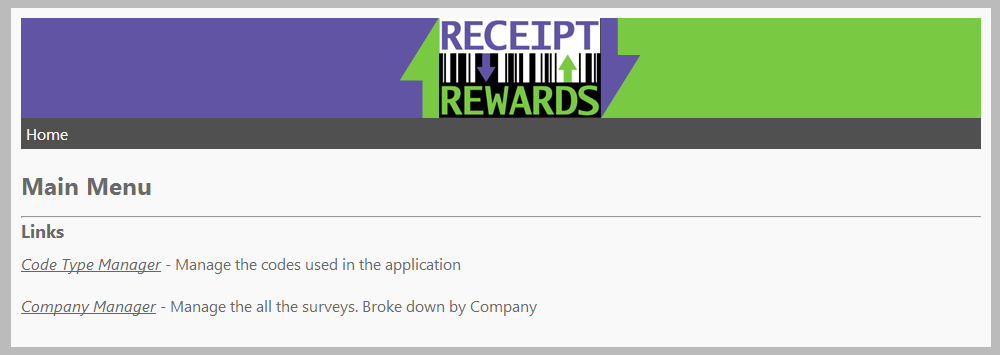 RECEIPT
REWARDS
Home
Main Menu
Links
Code Type Manager - Manage the codes used in the application
Company Manager - Manage the all the surveys. Broke down by Company